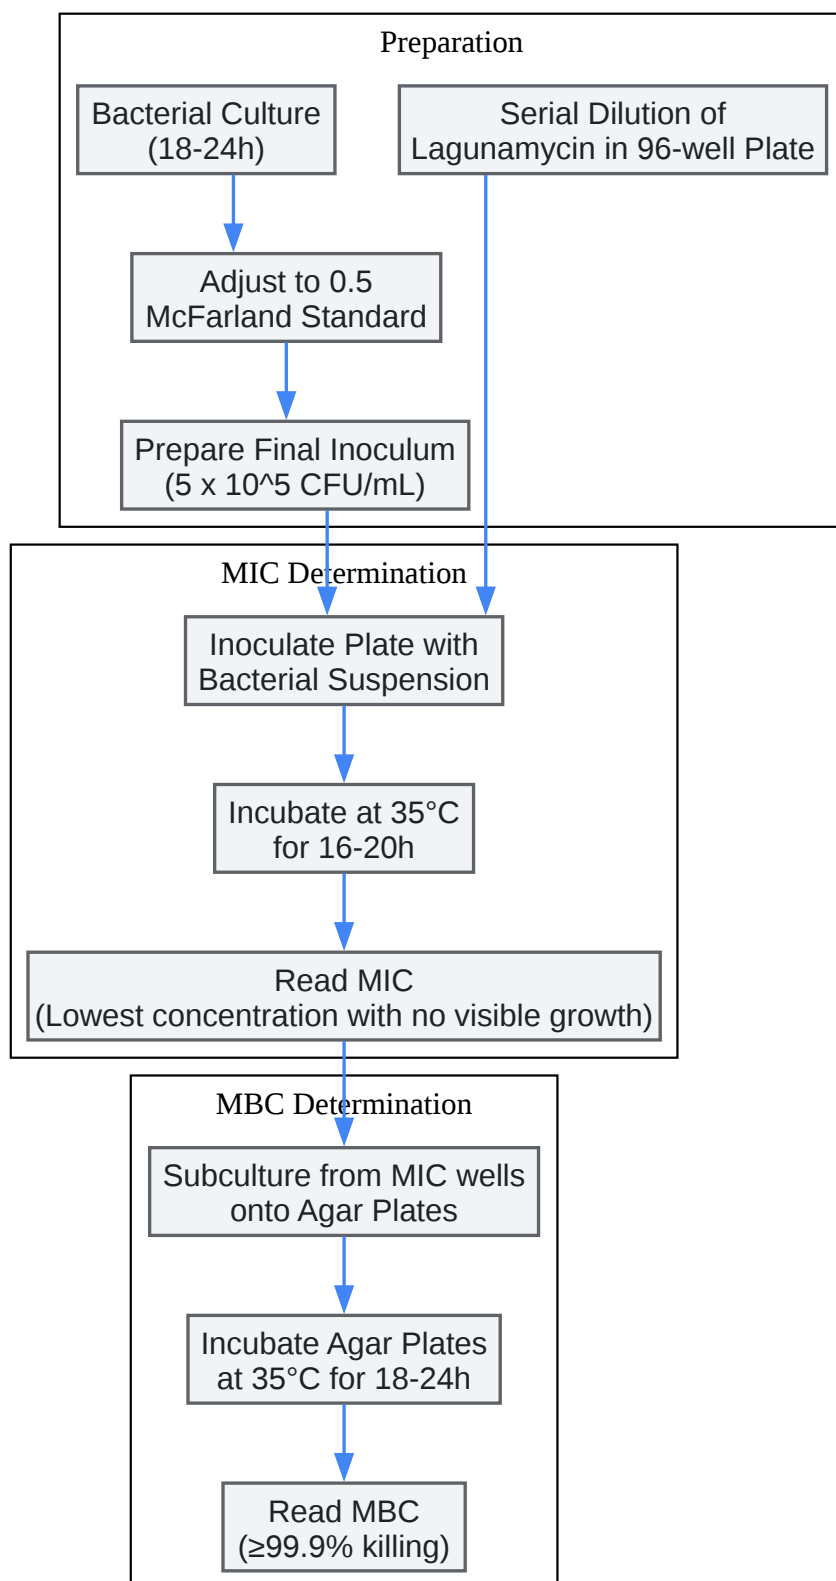 Preparation
Bacterial Culture
(18-24h)
Serial Dilution of
Lagunamycin in 96-well Plate
Adjust to 0.5
McFarland Standard
Prepare Final Inoculum
(5 x 10^5 CFU/mL)
MIC Determination
Inoculate Plate with
Bacterial Suspension
Incubate at 35°C
for 16-20h
Read MIC
(Lowest concentration with no visible growth)
MBC Determination
Subculture from MIC wells
onto Agar Plates
Incubate Agar Plates
at 35°C for 18-24h
Read MBC
(≥99.9% killing)